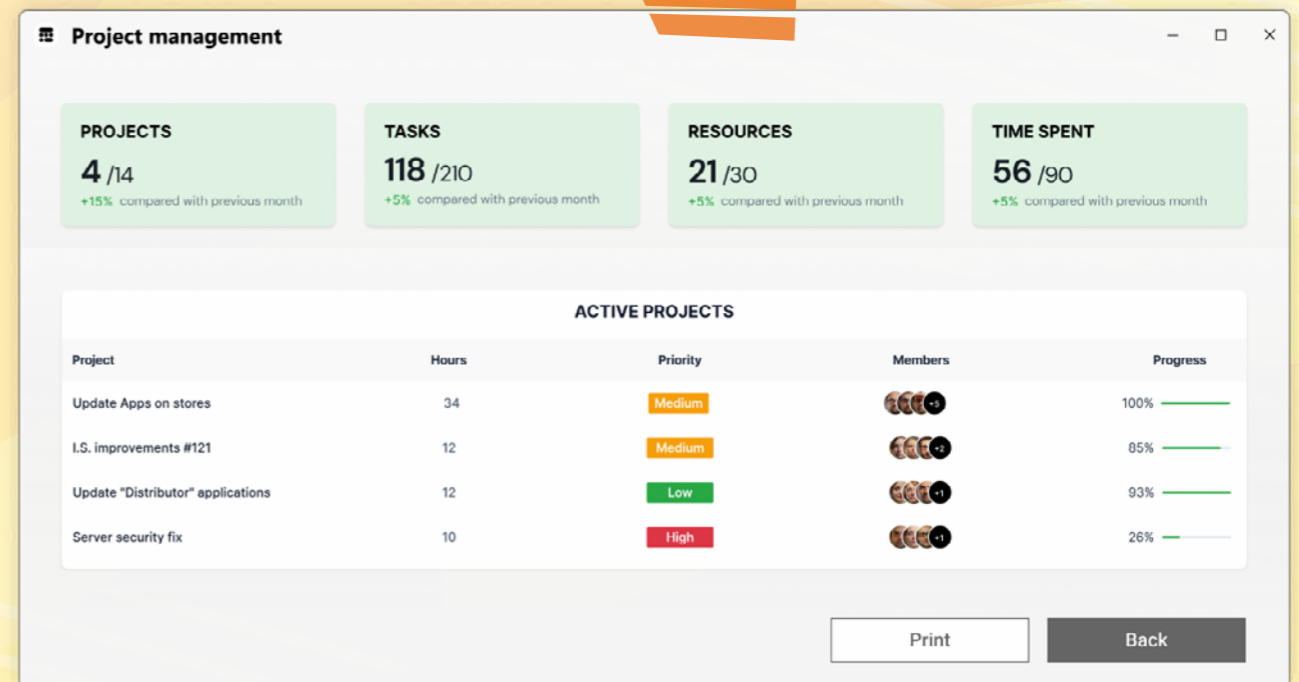 Project management
PROJECTS
4 /14
+15% compared with previous month
TASKS
118 /210
+5% compared with previous month
RESOURCES
21 /30
+5% compared with previous month
TIME SPENT
56 /90
+5% compared with previous month
ACTIVE PROJECTS
Project Hours Priority Members Progress
Update Apps on stores 34 Medium +5 100%
I.S. improvements #121 12 Medium +2 85%
Update "Distributor" applications 12 Low +1 93%
Server security fix 10 High +1 26%
Print Back